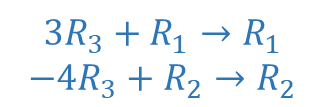 3R₃ + R₁ → R₁
−4R₃ + R₂ → R₂